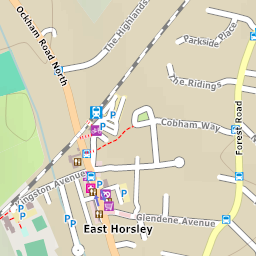 Ockham Road North
The Highlands
Parkside Place
The Ridings
Cobham Way
Forest Road
Kingston Avenue
Glendene Avenue
East Horsley
P
P
P
P
P
P
P
P